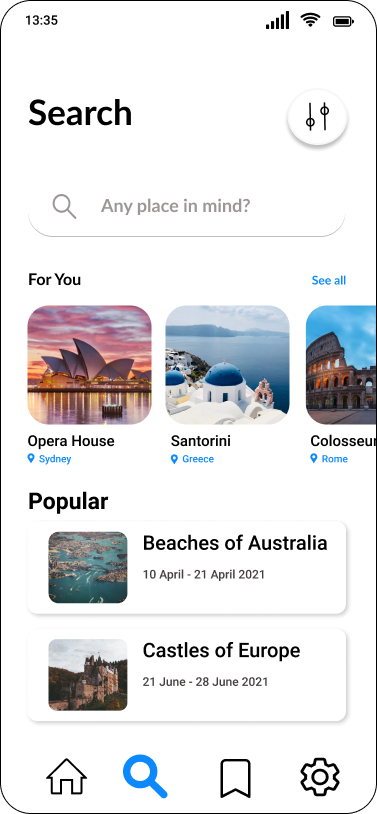 13:35
Search
Any place in mind?
For You
See all
Opera House
Santorini
Colosseu
Sydney
Greece
Rome
Popular
Beaches of Australia
10 April - 21 April 2021
Castles of Europe
21 June - 28 June 2021